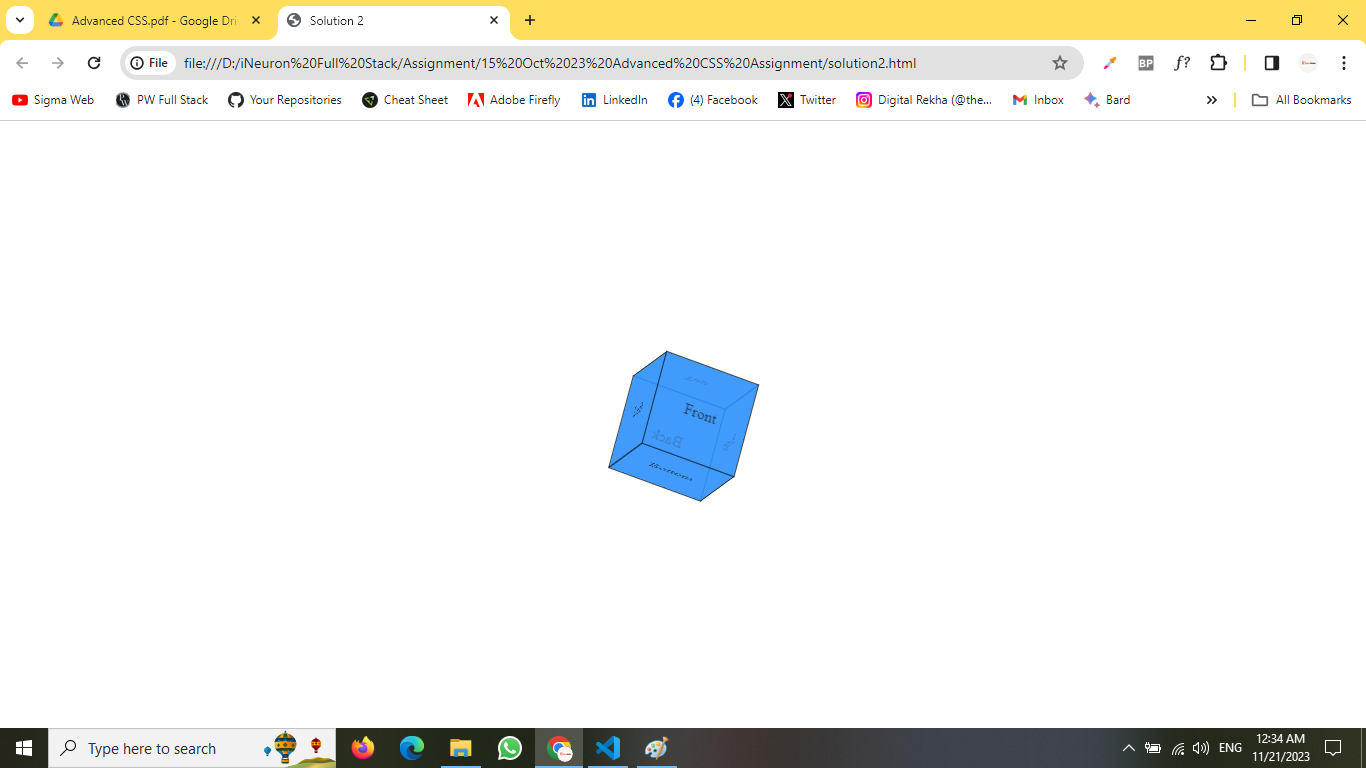 Advanced CSS.pdf - Google Dri
Solution 2
File
file:///D:/iNeuron%20Full%20Stack/Assignment/15%20Oct%2023%20Advanced%20CSS%20Assignment/solution2.html
BP
ƒ?
Sigma Web
PW Full Stack
Your Repositories
Cheat Sheet
Adobe Firefly
LinkedIn
(4) Facebook
Twitter
Digital Rekha (@the...
Inbox
Bard
All Bookmarks
Front
Back
Bottom
Type here to search
ENG
12:34 AM
11/21/2023